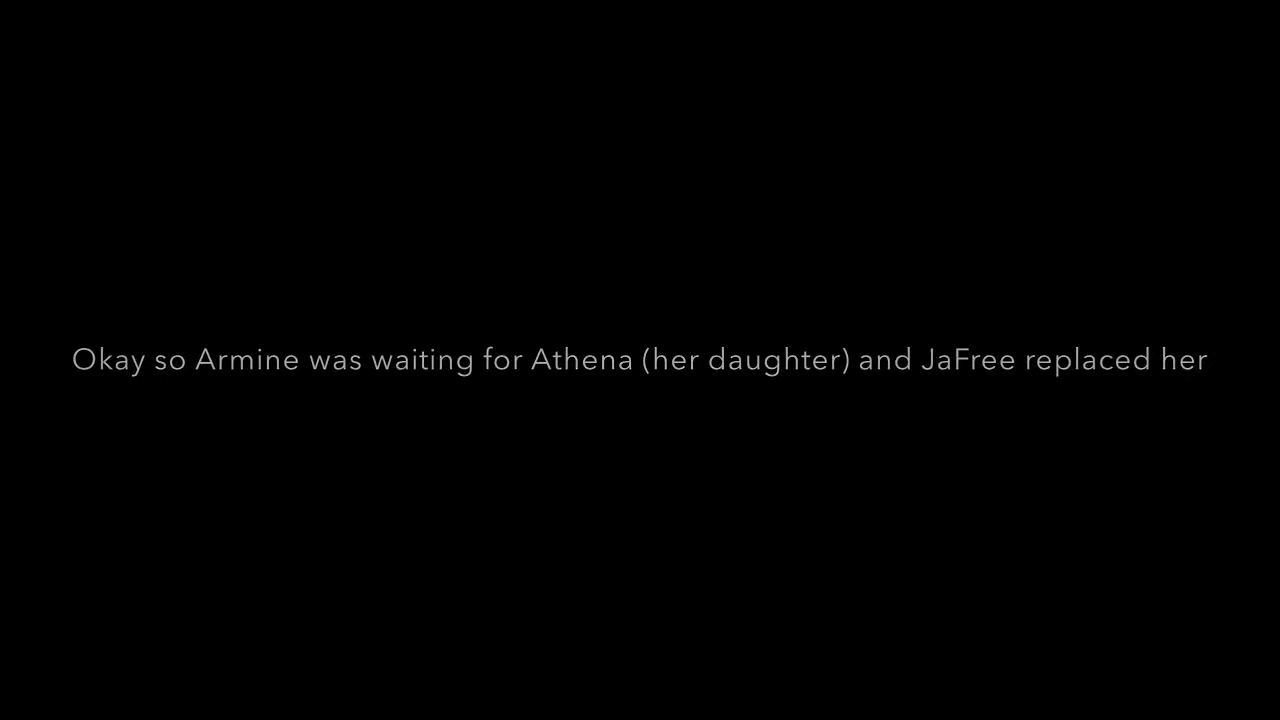 Okay so Armine was waiting for Athena (her daughter) and JaFree replaced her